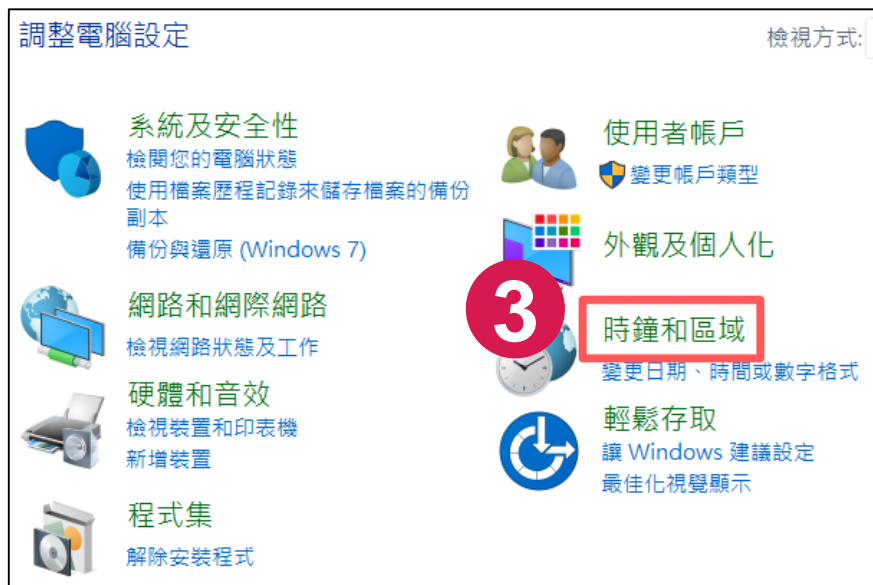 調整電腦設定
檢視方式:
系統及安全性
檢閱您的電腦狀態
使用檔案歷程記錄來儲存檔案的備份
副本
備份與還原 (Windows 7)
網路和網際網路
檢視網路狀態及工作
硬體和音效
檢視裝置和印表機
新增裝置
程式集
解除安裝程式
使用者帳戶
變更帳戶類型
外觀及個人化
3
時鐘和區域
變更日期、時間或數字格式
輕鬆存取
讓 Windows 建議設定
最佳化視覺顯示